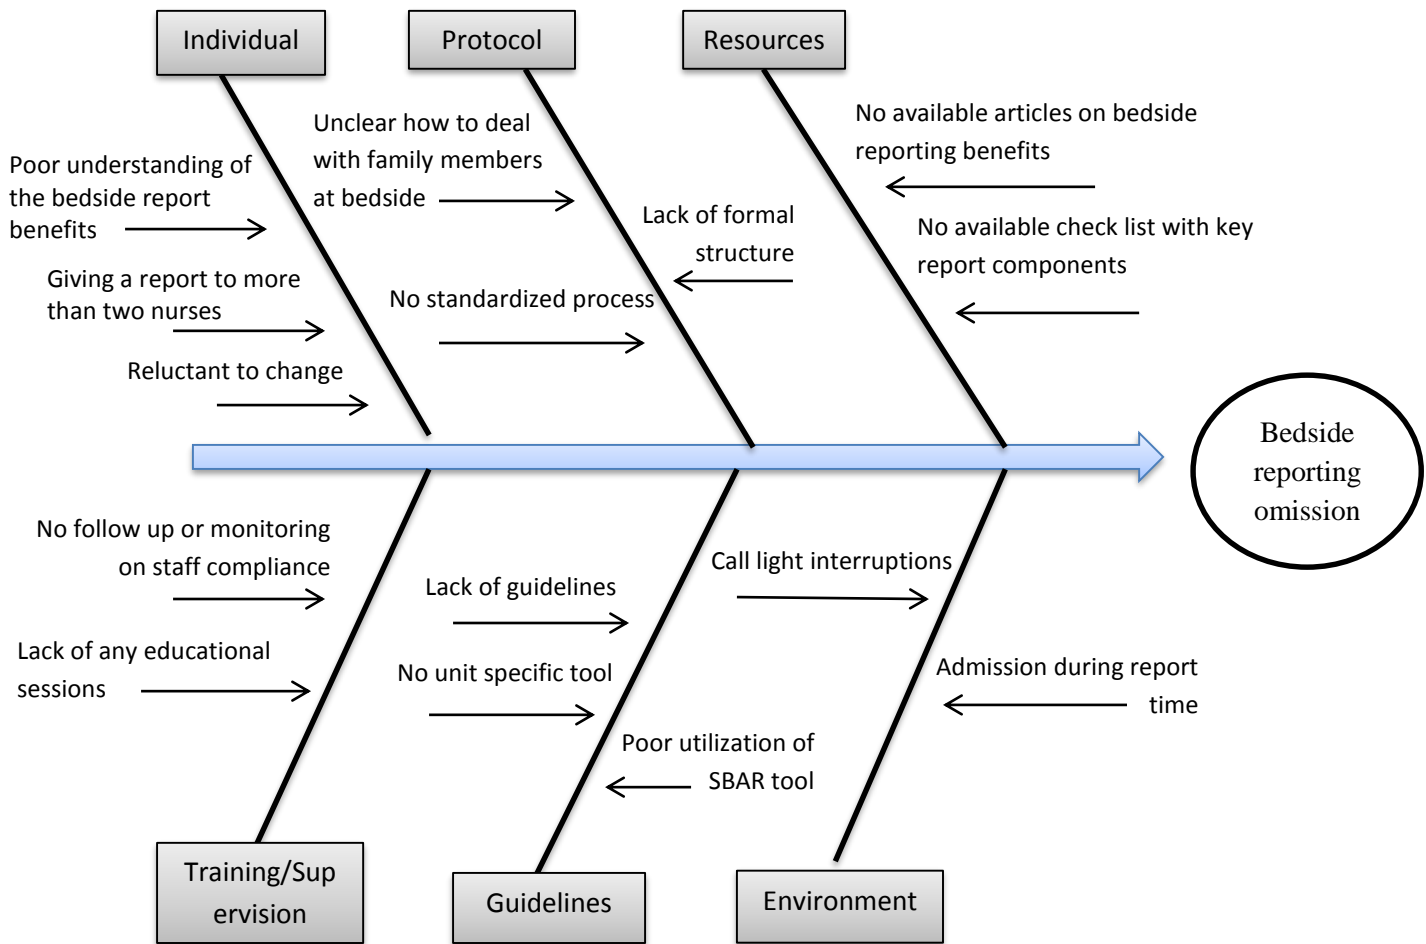 Individual
Protocol
Resources
Poor understanding of
the bedside report
benefits
Giving a report to more
than two nurses
Reluctant to change
Unclear how to deal
with family members
at bedside
Lack of formal
structure
No standardized process
No available articles on bedside
reporting benefits
No available check list with key
report components
Bedside
reporting
omission
No follow up or monitoring
on staff compliance
Lack of any educational
sessions
Lack of guidelines
No unit specific tool
Poor utilization of
SBAR tool
Call light interruptions
Admission during report
time
Training/Sup
ervision
Guidelines
Environment